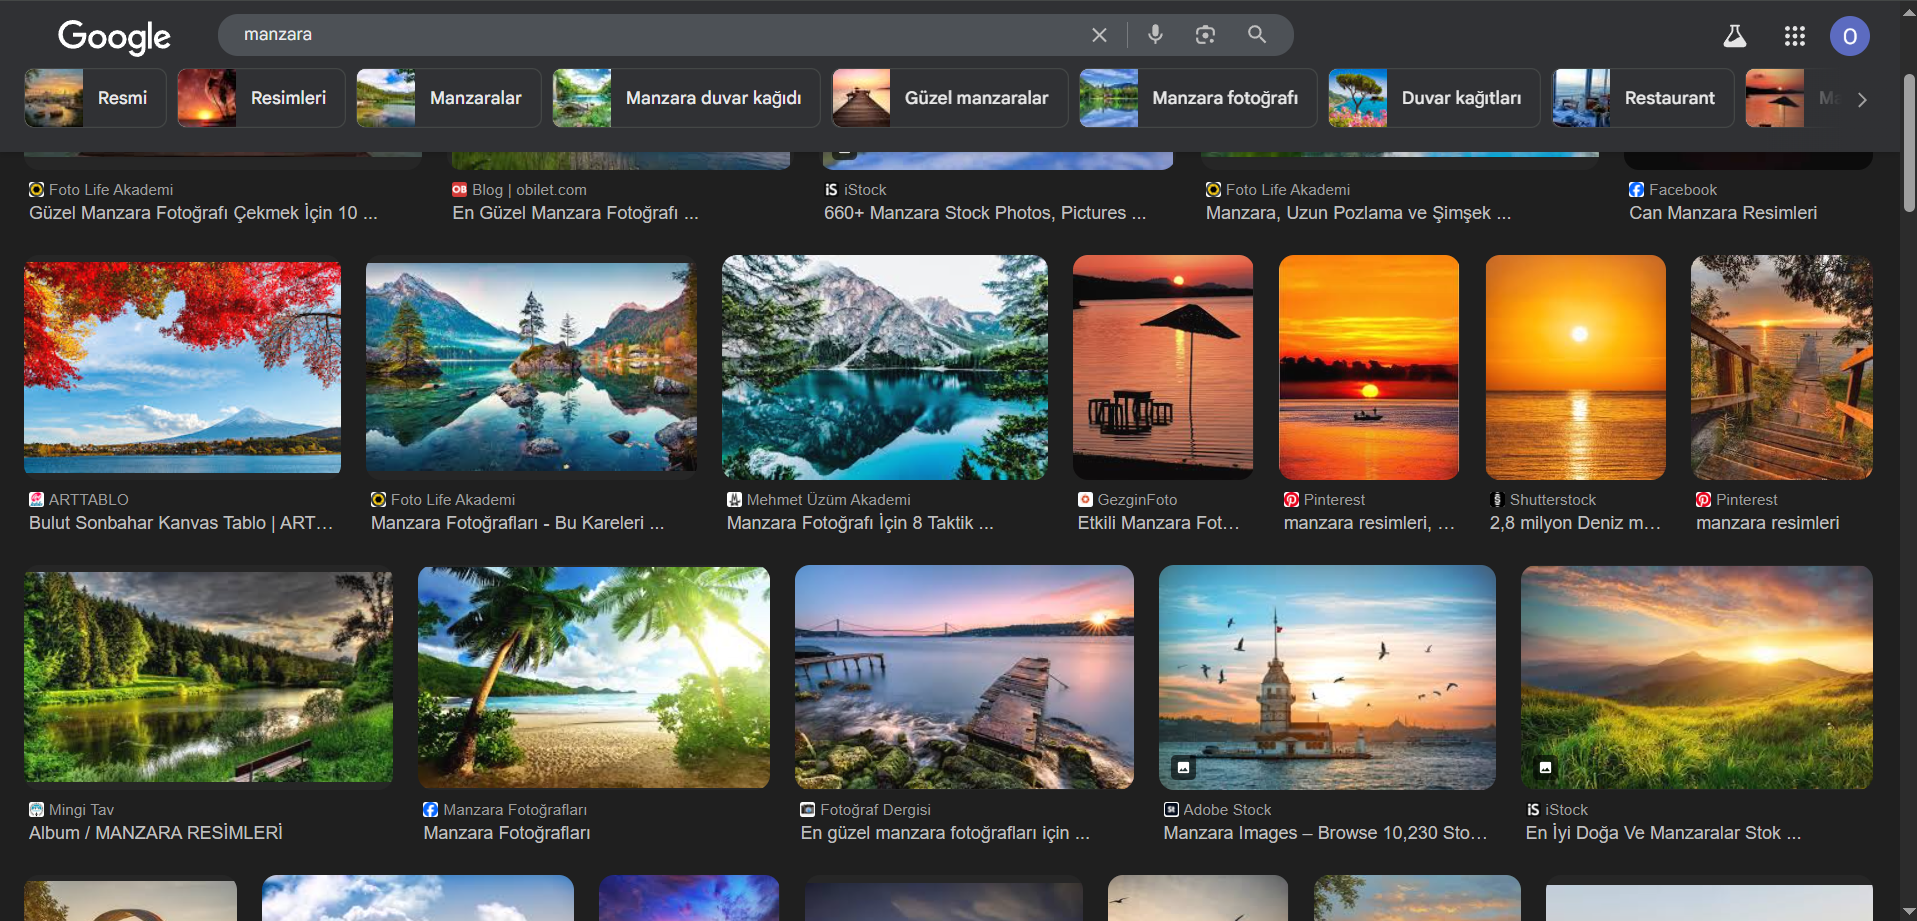 Google
manzara
O
Resmi
Resimleri
Manzaralar
Manzara duvar kağıdı
Güzel manzaralar
Manzara fotoğrafı
Duvar kağıtları
Restaurant
Foto Life Akademi
Güzel Manzara Fotoğrafı Çekmek İçin 10 ...
OB Blog | obilet.com
En Güzel Manzara Fotoğrafı ...
iS iStock
660+ Manzara Stock Photos, Pictures ...
Foto Life Akademi
Manzara, Uzun Pozlama ve Şimşek ...
Facebook
Can Manzara Resimleri
ARTTABLO
Bulut Sonbahar Kanvas Tablo | ART...
Foto Life Akademi
Manzara Fotoğrafları - Bu Kareleri ...
Mehmet Üzüm Akademi
Manzara Fotoğrafı İçin 8 Taktik ...
GezginFoto
Etkili Manzara Fot...
Pinterest
manzara resimleri, ...
Shutterstock
2,8 milyon Deniz m...
Pinterest
manzara resimleri
Mingi Tav
Album / MANZARA RESİMLERİ
Manzara Fotoğrafları
Manzara Fotoğrafları
Fotoğraf Dergisi
En güzel manzara fotoğrafları için ...
St Adobe Stock
Manzara Images – Browse 10,230 Sto...
iS iStock
En İyi Doğa Ve Manzaralar Stok ...